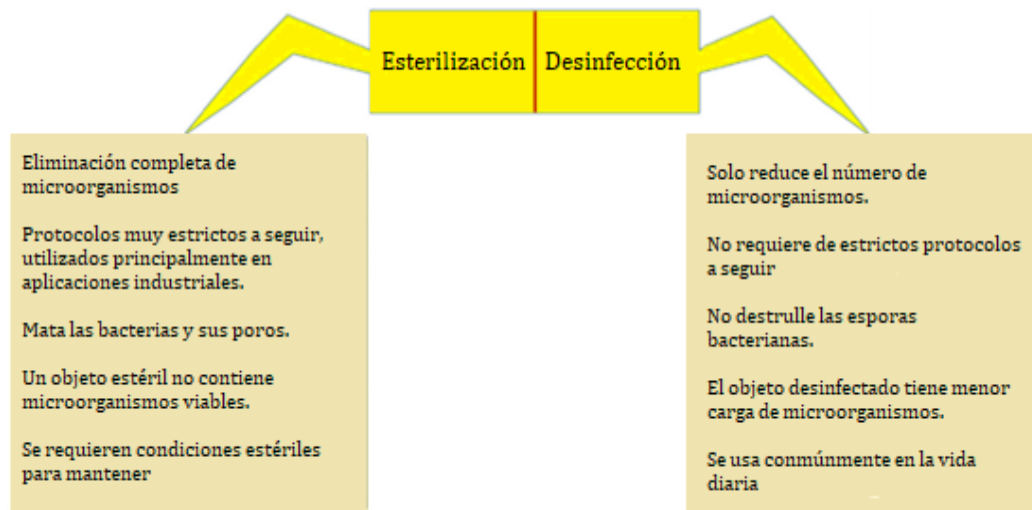 Esterilización Desinfección
Eliminación completa de
microorganismos
Protocolos muy estrictos a seguir,
utilizados principalmente en
aplicaciones industriales.
Mata las bacterias y sus poros.
Un objeto estéril no contiene
microorganismos viables.
Se requieren condiciones estériles
para mantener
Solo reduce el número de
microorganismos.
No requiere de estrictos protocolos
a seguir
No destrulle las esporas
bacterianas.
El objeto desinfectado tiene menor
carga de microorganismos.
Se usa conmúnmente en la vida
diaria